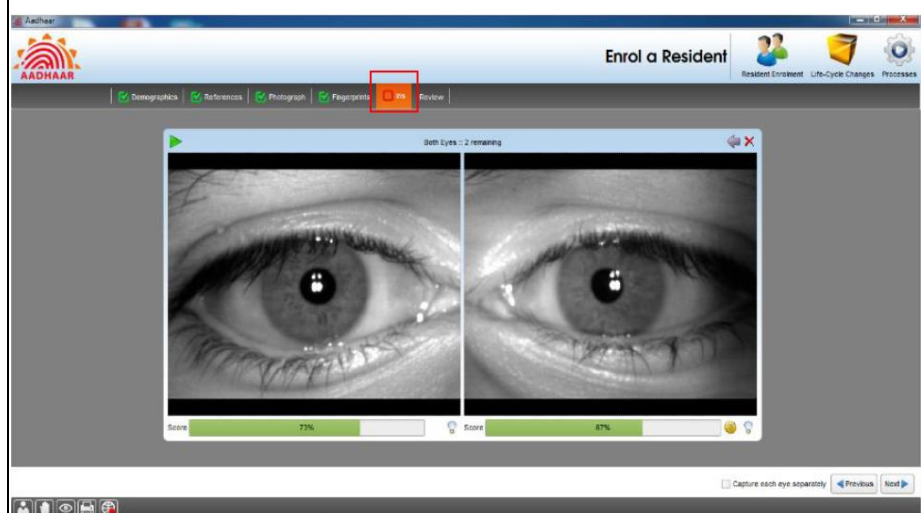 Aadhaar
AADHAAR
Enrol a Resident
Resident Enrolment
Life-Cycle Changes
Processes
Demographics
References
Photograph
Fingerprints
Iris
Review
Both Eyes :: 2 remaining
Score 73%
Score 67%
Capture each eye separately
Previous
Next